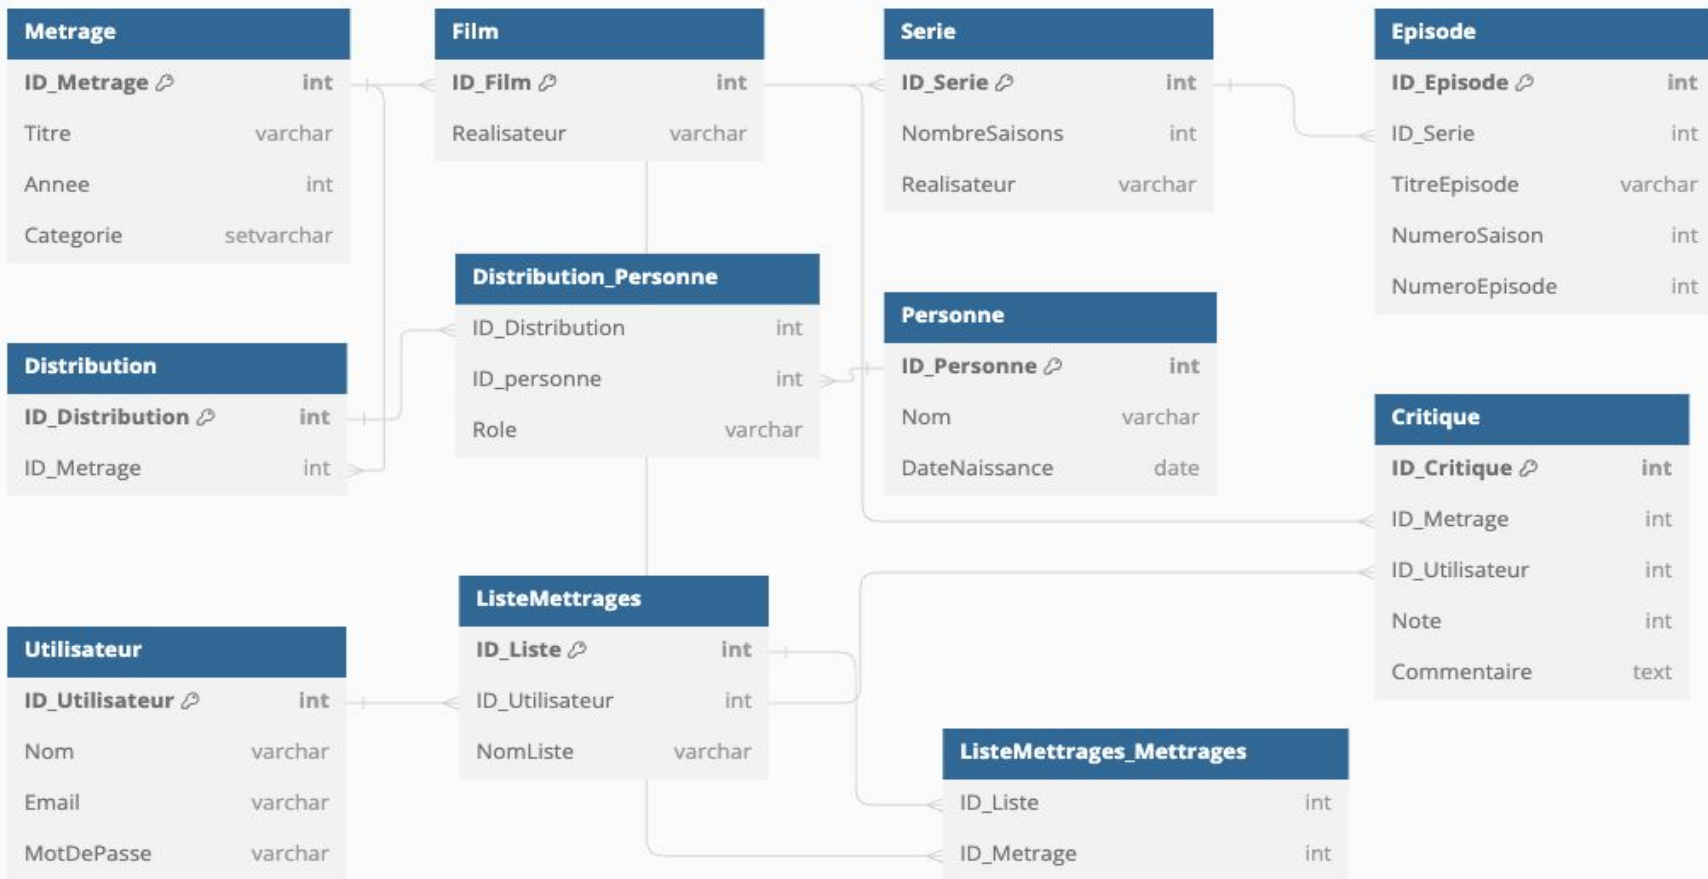 Metrage
ID_Metrage int
Titre varchar
Annee int
Categorie setvarchar
Film
ID_Film int
Realisateur varchar
Serie
ID_Serie int
NombreSaisons int
Realisateur varchar
Episode
ID_Episode int
ID_Serie int
TitreEpisode varchar
NumeroSaison int
NumeroEpisode int
Distribution_Personne
ID_Distribution int
ID_personne int
Role varchar
Personne
ID_Personne int
Nom varchar
DateNaissance date
Distribution
ID_Distribution int
ID_Metrage int
Critique
ID_Critique int
ID_Metrage int
ID_Utilisateur int
Note int
Commentaire text
ListeMettrages
ID_Liste int
ID_Utilisateur int
NomListe varchar
Utilisateur
ID_Utilisateur int
Nom varchar
Email varchar
MotDePasse varchar
ListeMettrages_Mettrages
ID_Liste int
ID_Metrage int